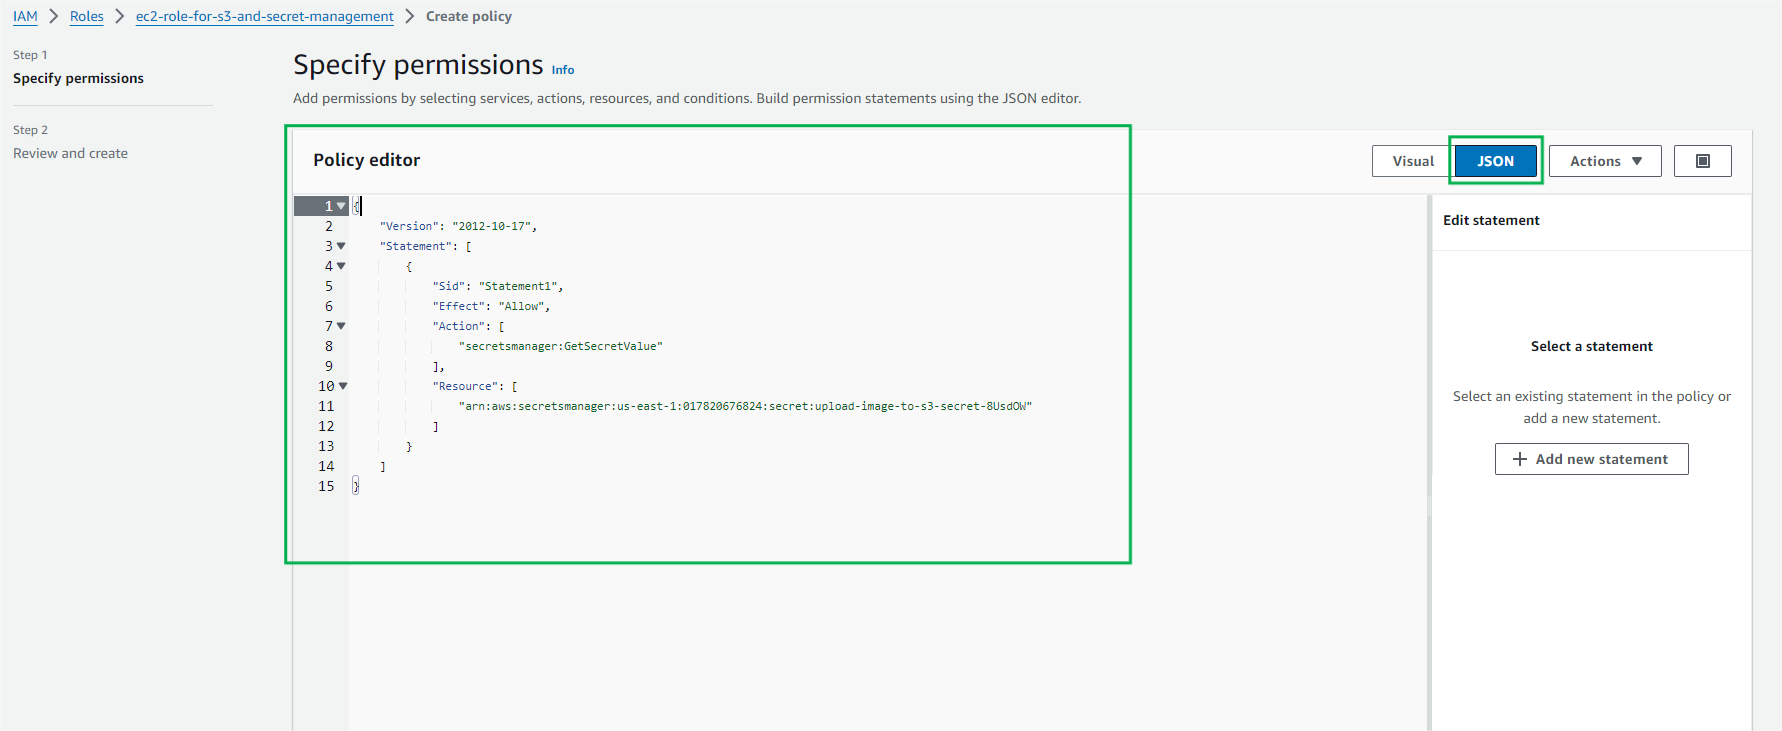 IAM > Roles > ec2-role-for-s3-and-secret-management > Create policy
Step 1
Specify permissions
Step 2
Review and create
Specify permissions Info
Add permissions by selecting services, actions, resources, and conditions. Build permission statements using the JSON editor.
Policy editor
Visual JSON Actions
1 {
2 "Version": "2012-10-17",
3 "Statement": [
4 {
5 "Sid": "Statement1",
6 "Effect": "Allow",
7 "Action": [
8 "secretsmanager:GetSecretValue"
9 ],
10 "Resource": [
11 "arn:aws:secretsmanager:us-east-1:017820676824:secret:upload-image-to-s3-secret-8UsdOW"
12 ]
13 }
14 ]
15 }
Edit statement
Select a statement
Select an existing statement in the policy or
add a new statement.
+ Add new statement